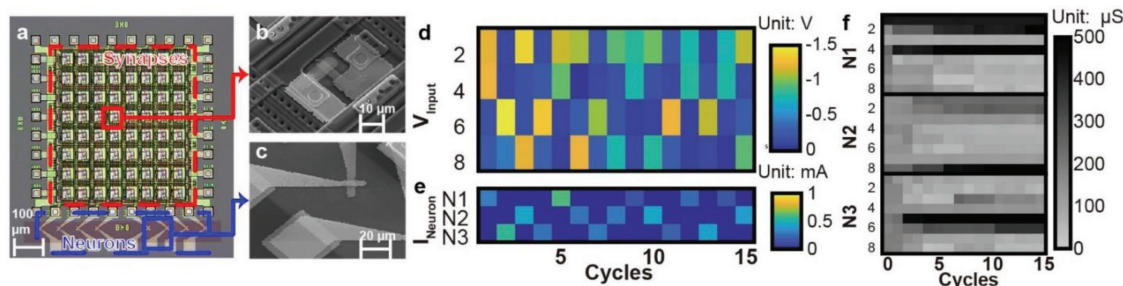 a
Synapses
100
µm
Neurons
b
10 µm
c
20 µm
d
V Input
2
4
6
8
Unit: V
-1.5
-1
-0.5
0
e
I Neuron
N1
N2
N3
Unit: mA
1
0.5
0
5 10 15
Cycles
f
N1
2
4
6
8
N2
2
4
6
8
N3
2
4
6
8
0 5 10 15
Cycles
Unit: µS
500
400
300
200
100
0